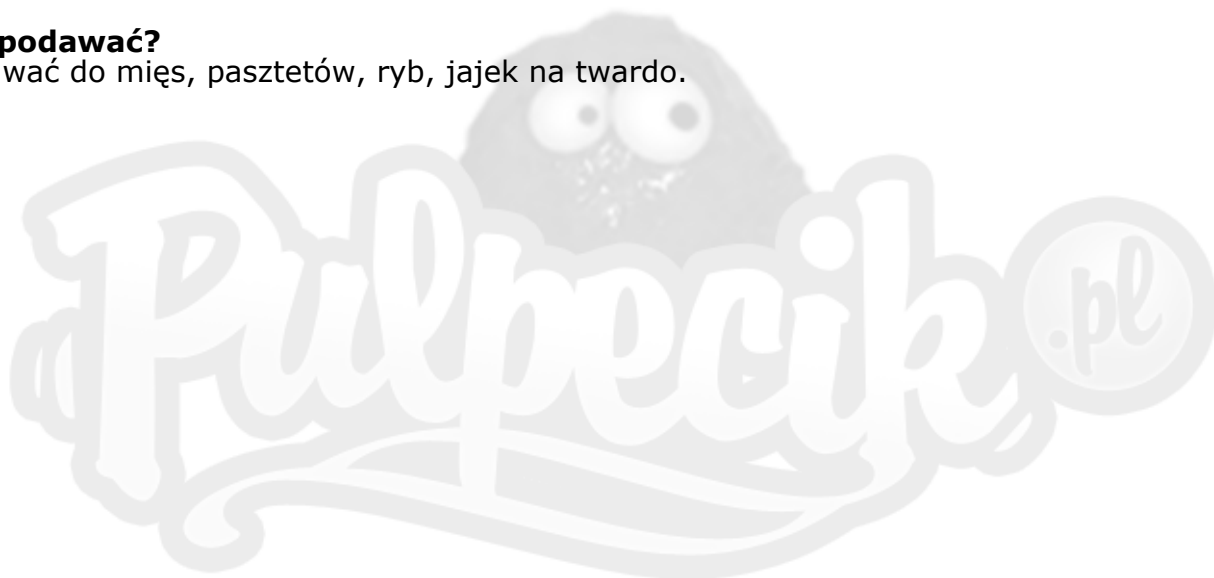 podawać?
wać do mięs, pasztetów, ryb, jajek na twardo.
Pulpecik.pl